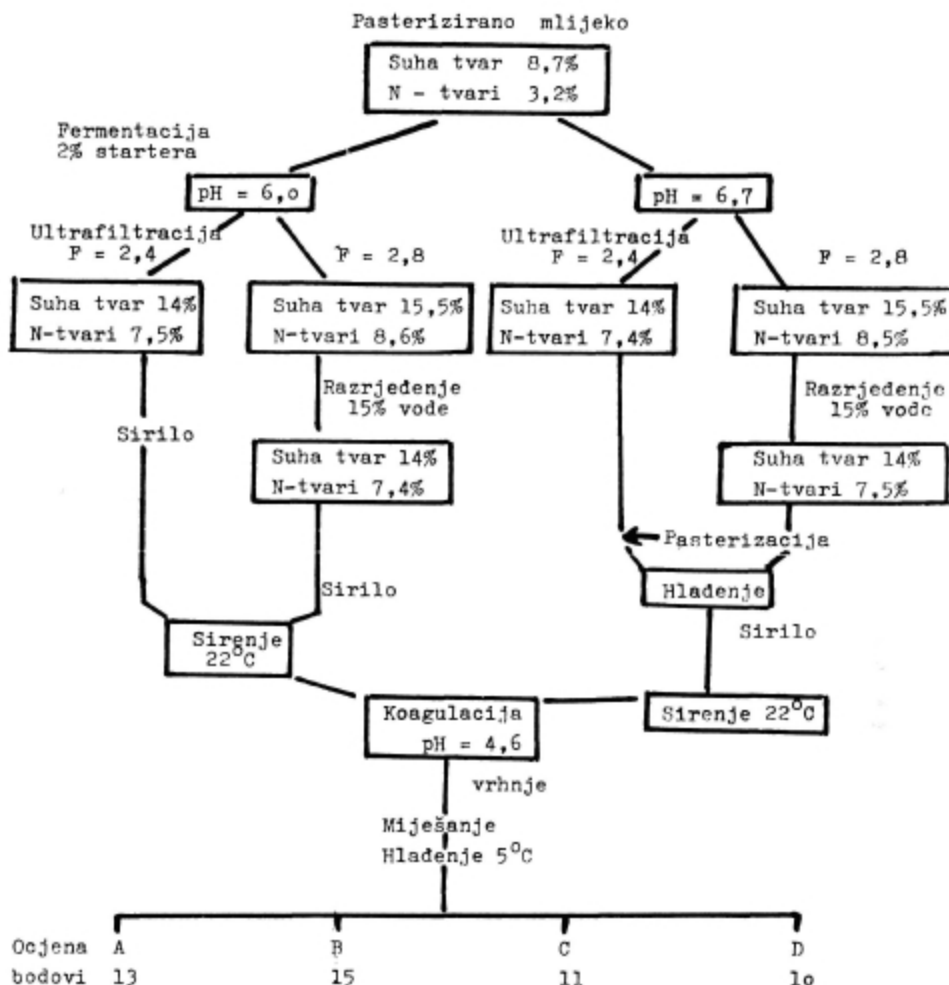 Pasterizirano mlijeko
Suha tvar 8,7%
N - tvari 3,2%
Fermentacija
2% startera
pH = 6,o
pH = 6,7
Ultrafiltracija
F = 2,4
F = 2,8
Ultrafiltracija
F = 2,4
F = 2,8
Suha tvar 14%
N-tvari 7,5%
Suha tvar 15,5%
N-tvari 8,6%
Suha tvar 14%
N-tvari 7,4%
Suha tvar 15,5%
N-tvari 8,5%
Razrjeđenje
15% vode
Razrjeđenje
15% vode
Sirilo
Suha tvar 14%
N-tvari 7,4%
Suha tvar 14%
N-tvari 7,5%
Pasterizacija
Sirilo
Hlađenje
Sirilo
Sirenje
22°C
Sirenje 22°C
Koagulacija
pH = 4,6
vrhnje
Miješanje
Hlađenje 5°C
Ocjena A B C D
bodovi 13 15 11 1o